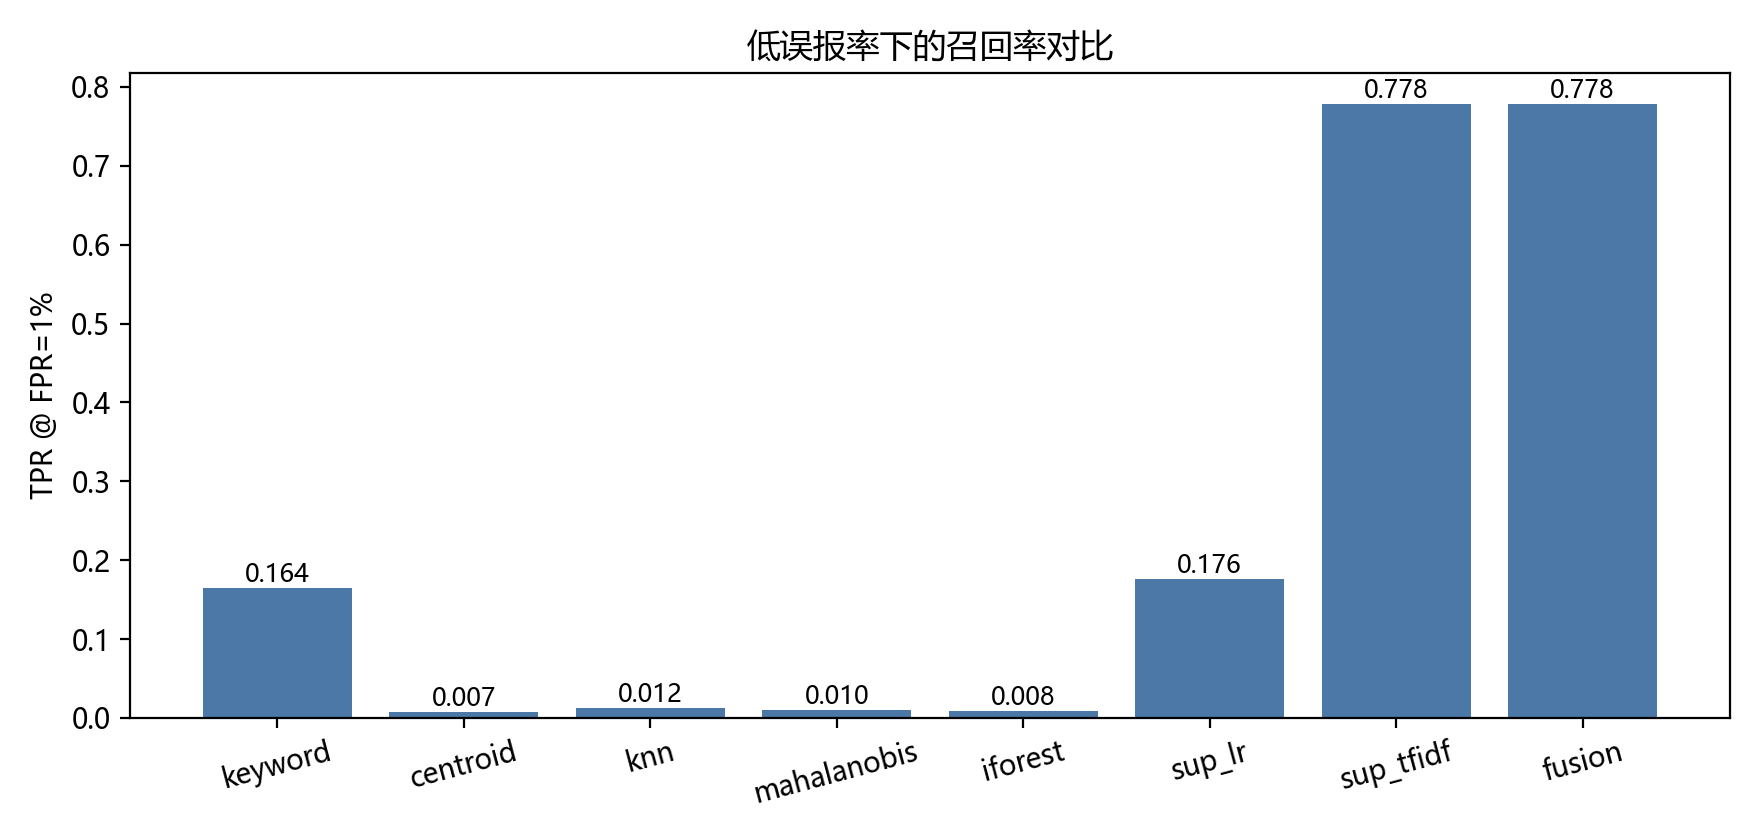 低误报率下的召回率对比
TPR @ FPR=1%
0.8
0.7
0.6
0.5
0.4
0.3
0.2
0.1
0.0
0.164
0.007
0.012
0.010
0.008
0.176
0.778
0.778
keyword
centroid
knn
mahalanobis
iforest
sup_lr
sup_tfidf
fusion